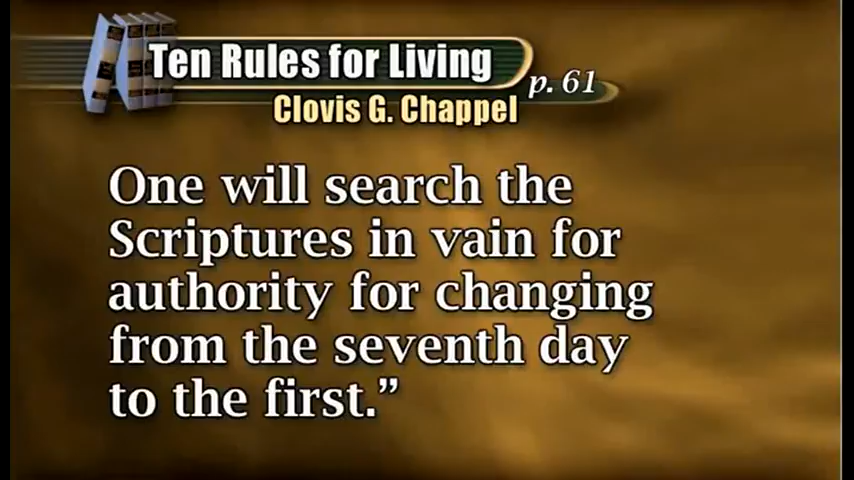 Ten Rules for Living
p. 61
Clovis G. Chappel
One will search the
Scriptures in vain for
authority for changing
from the seventh day
to the first.”